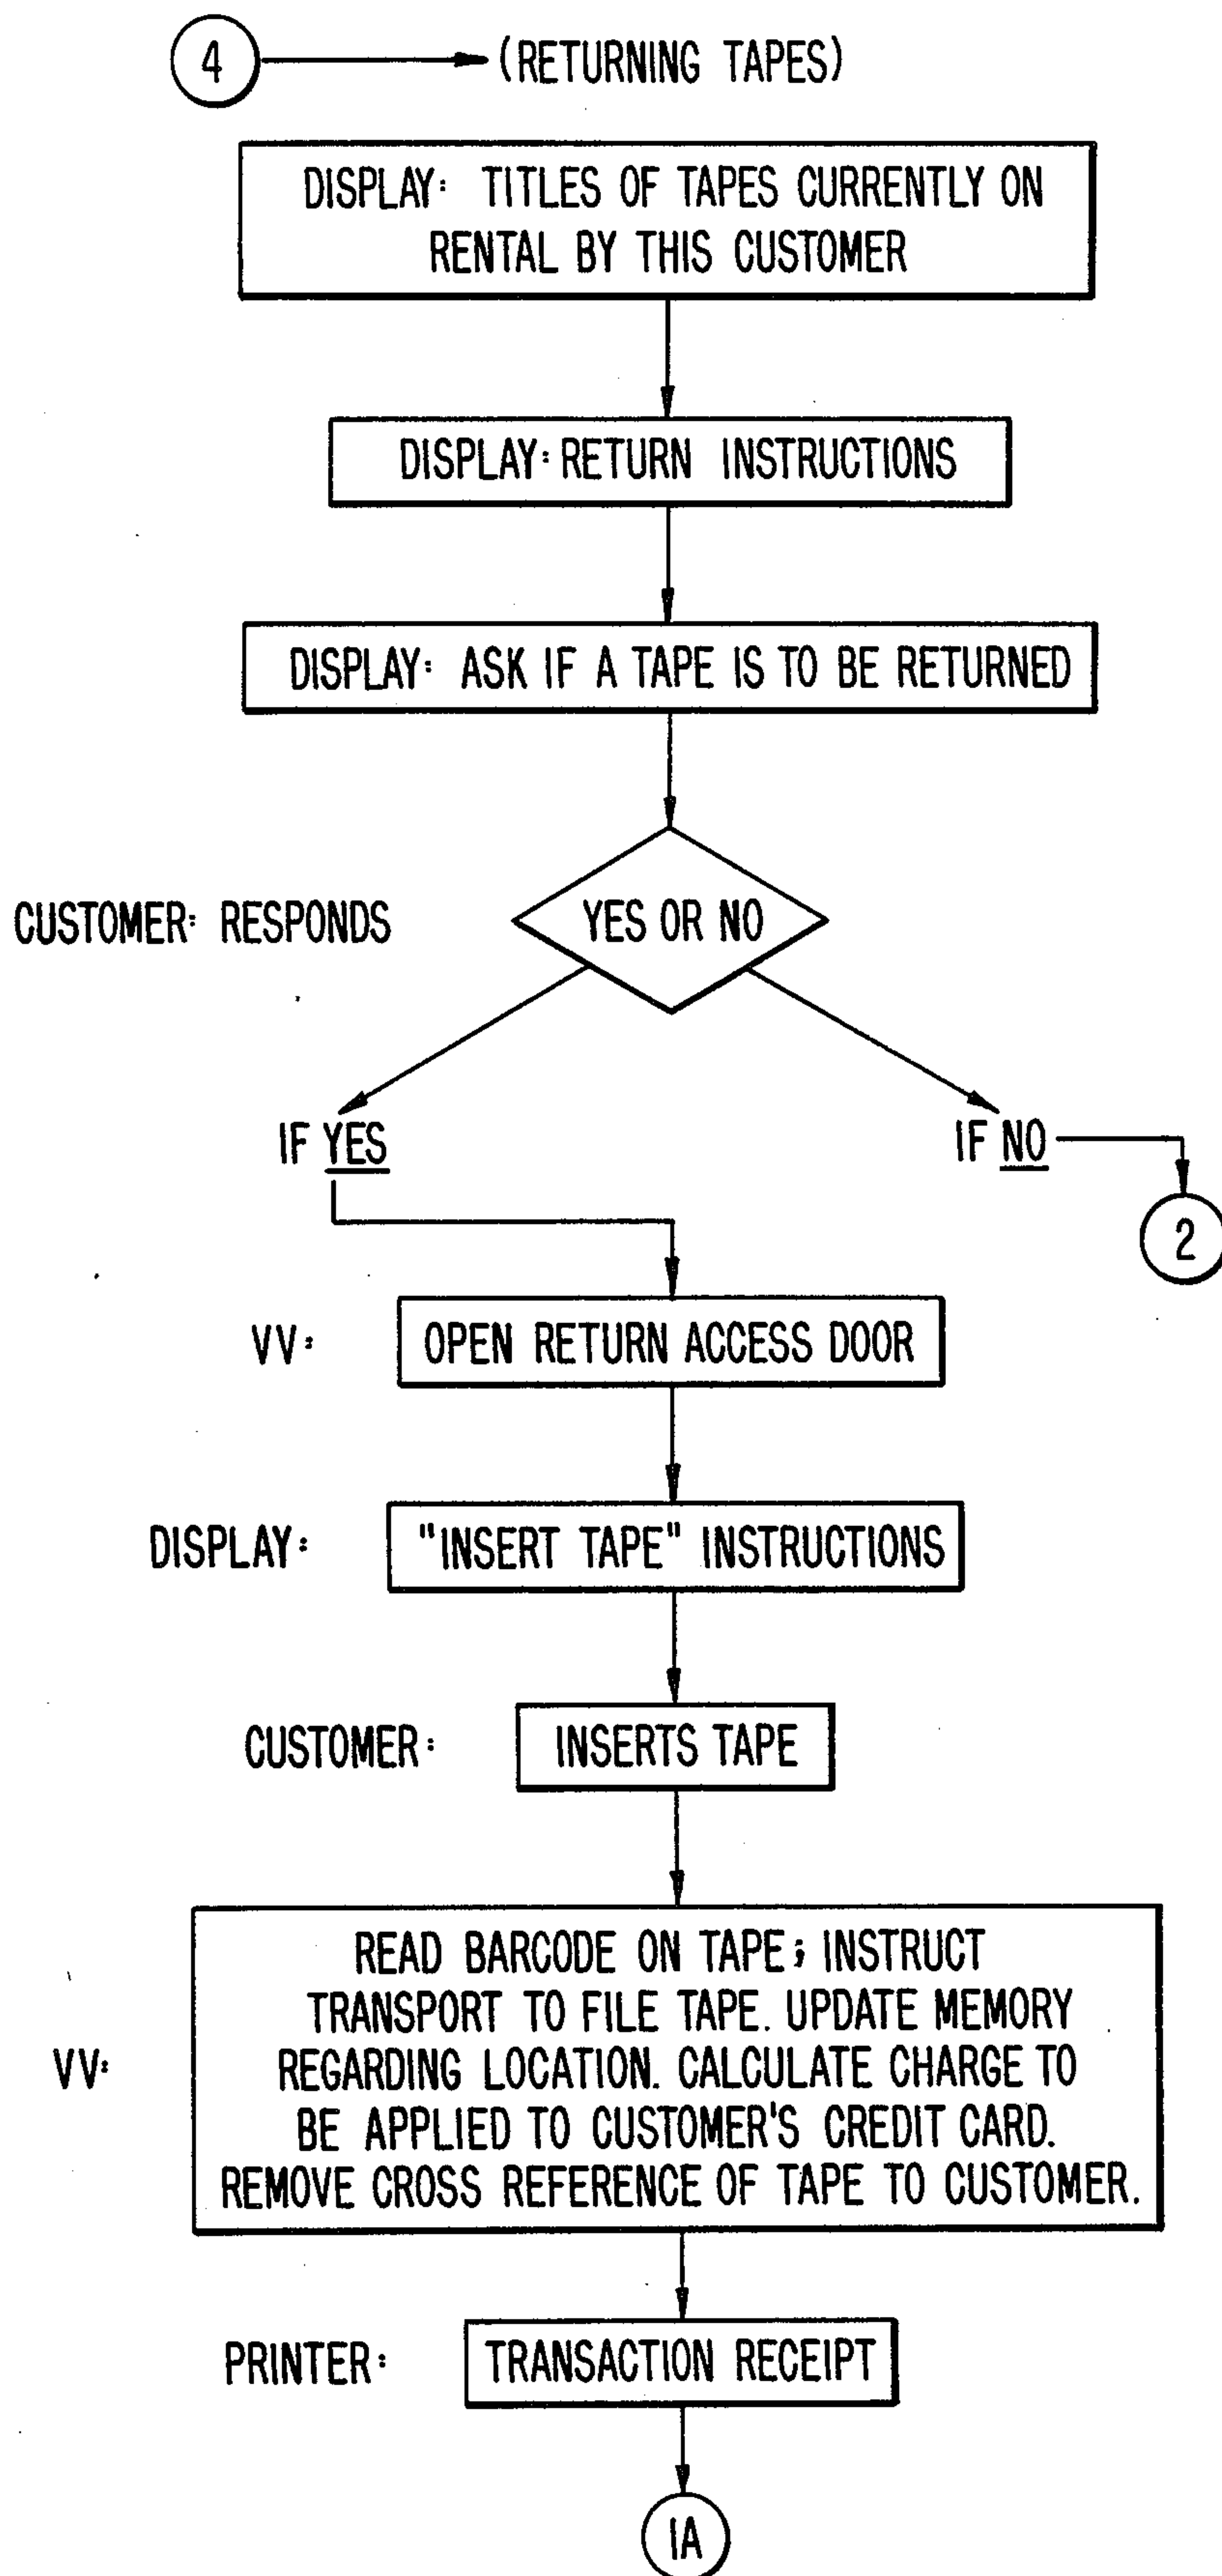 4 (RETURNING TAPES)
DISPLAY: TITLES OF TAPES CURRENTLY ON
RENTAL BY THIS CUSTOMER
DISPLAY: RETURN INSTRUCTIONS
DISPLAY: ASK IF A TAPE IS TO BE RETURNED
CUSTOMER: RESPONDS YES OR NO
IF YES IF NO
2
VV: OPEN RETURN ACCESS DOOR
DISPLAY: "INSERT TAPE" INSTRUCTIONS
CUSTOMER: INSERTS TAPE
READ BARCODE ON TAPE; INSTRUCT
TRANSPORT TO FILE TAPE. UPDATE MEMORY
VV: REGARDING LOCATION. CALCULATE CHARGE TO
BE APPLIED TO CUSTOMER'S CREDIT CARD.
REMOVE CROSS REFERENCE OF TAPE TO CUSTOMER.
PRINTER: TRANSACTION RECEIPT
1A